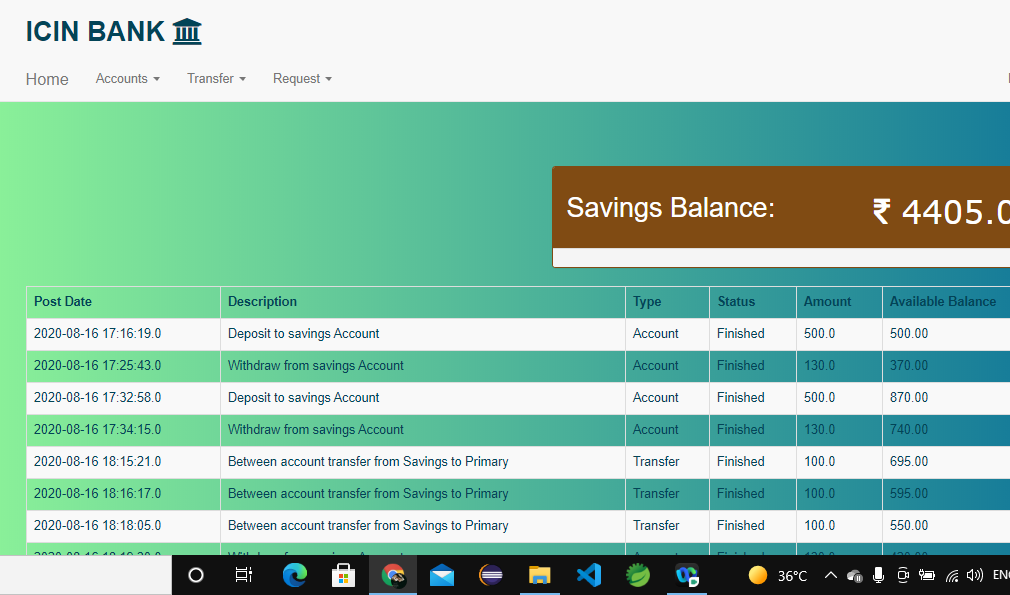 ICIN BANK
Home Accounts Transfer Request
Savings Balance: ₹ 4405.0
Post Date Description Type Status Amount Available Balance
2020-08-16 17:16:19.0 Deposit to savings Account Account Finished 500.0 500.00
2020-08-16 17:25:43.0 Withdraw from savings Account Account Finished 130.0 370.00
2020-08-16 17:32:58.0 Deposit to savings Account Account Finished 500.0 870.00
2020-08-16 17:34:15.0 Withdraw from savings Account Account Finished 130.0 740.00
2020-08-16 18:15:21.0 Between account transfer from Savings to Primary Transfer Finished 100.0 695.00
2020-08-16 18:16:17.0 Between account transfer from Savings to Primary Transfer Finished 100.0 595.00
2020-08-16 18:18:05.0 Between account transfer from Savings to Primary Transfer Finished 100.0 550.00
36°C